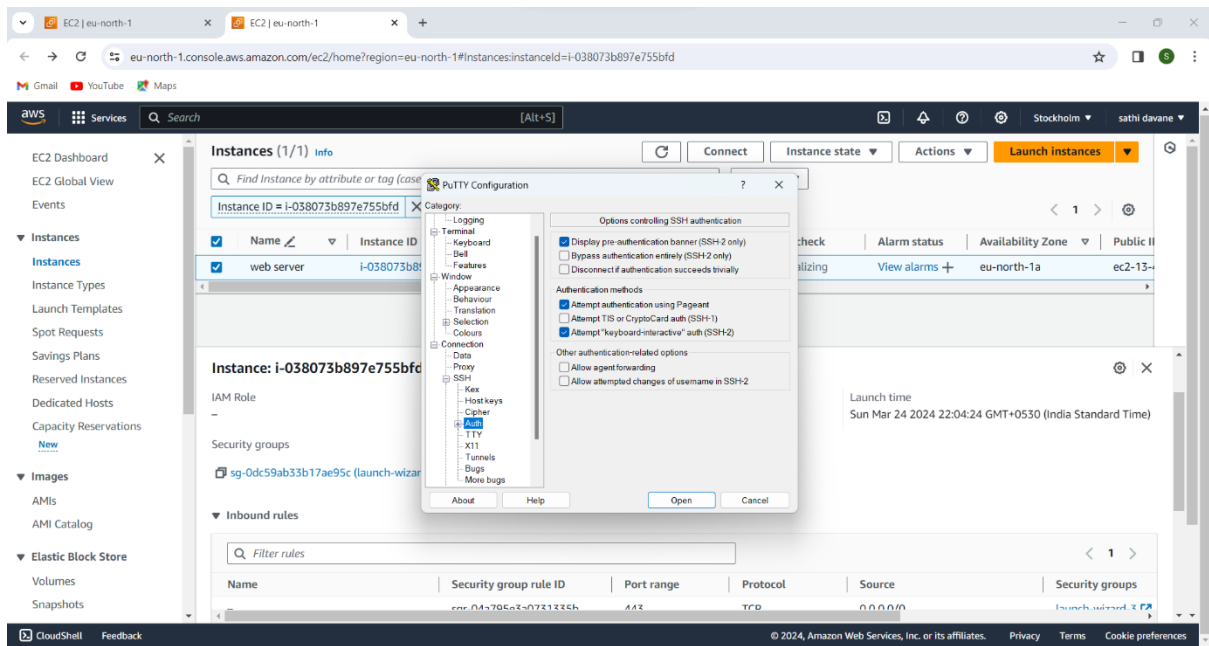 EC2 | eu-north-1
EC2 | eu-north-1
eu-north-1.console.aws.amazon.com/ec2/home?region=eu-north-1#Instances:instanceId=i-038073b897e755bfd
S
Gmail YouTube Maps
aws Services Search [Alt+S] Stockholm sathi davane
EC2 Dashboard
EC2 Global View
Events
Instances
Instances
Instance Types
Launch Templates
Spot Requests
Savings Plans
Reserved Instances
Dedicated Hosts
Capacity Reservations
New
Images
AMIs
AMI Catalog
Elastic Block Store
Volumes
Snapshots
Instances (1/1) Info Connect Instance state Actions Launch instances
Find Instance by attribute or tag (case
Instance ID = i-038073b897e755bfd
1
Name Instance ID check Alarm status Availability Zone Public
web server i-038073b89 alizing View alarms + eu-north-1a ec2-13-
PuTTY Configuration ? ×
Category:
Logging
Terminal
Keyboard
Bell
Features
Window
Appearance
Behaviour
Translation
Selection
Colours
Connection
Data
Proxy
SSH
Kex
Host keys
Cipher
Auth
TTY
X11
Tunnels
Bugs
More bugs
Options controlling SSH authentication
Display pre-authentication banner (SSH-2 only)
Bypass authentication entirely (SSH-2 only)
Disconnect if authentication succeeds trivially
Authentication methods
Attempt authentication using Pageant
Attempt TIS or CryptoCard auth (SSH-1)
Attempt "keyboard-interactive" auth (SSH-2)
Other authentication-related options
Allow agent forwarding
Allow attempted changes of username in SSH-2
About Help Open Cancel
Instance: i-038073b897e755bfd
IAM Role
–
Launch time
Sun Mar 24 2024 22:04:24 GMT+0530 (India Standard Time)
Security groups
sg-0dc59ab33b17ae95c (launch-wizar
Inbound rules
Filter rules
1
Name Security group rule ID Port range Protocol Source Security groups
– sgr-04a795e3a0731335b 443 TCP 0.0.0.0/0 launch-wizard-3
CloudShell Feedback © 2024, Amazon Web Services, Inc. or its affiliates. Privacy Terms Cookie preferences